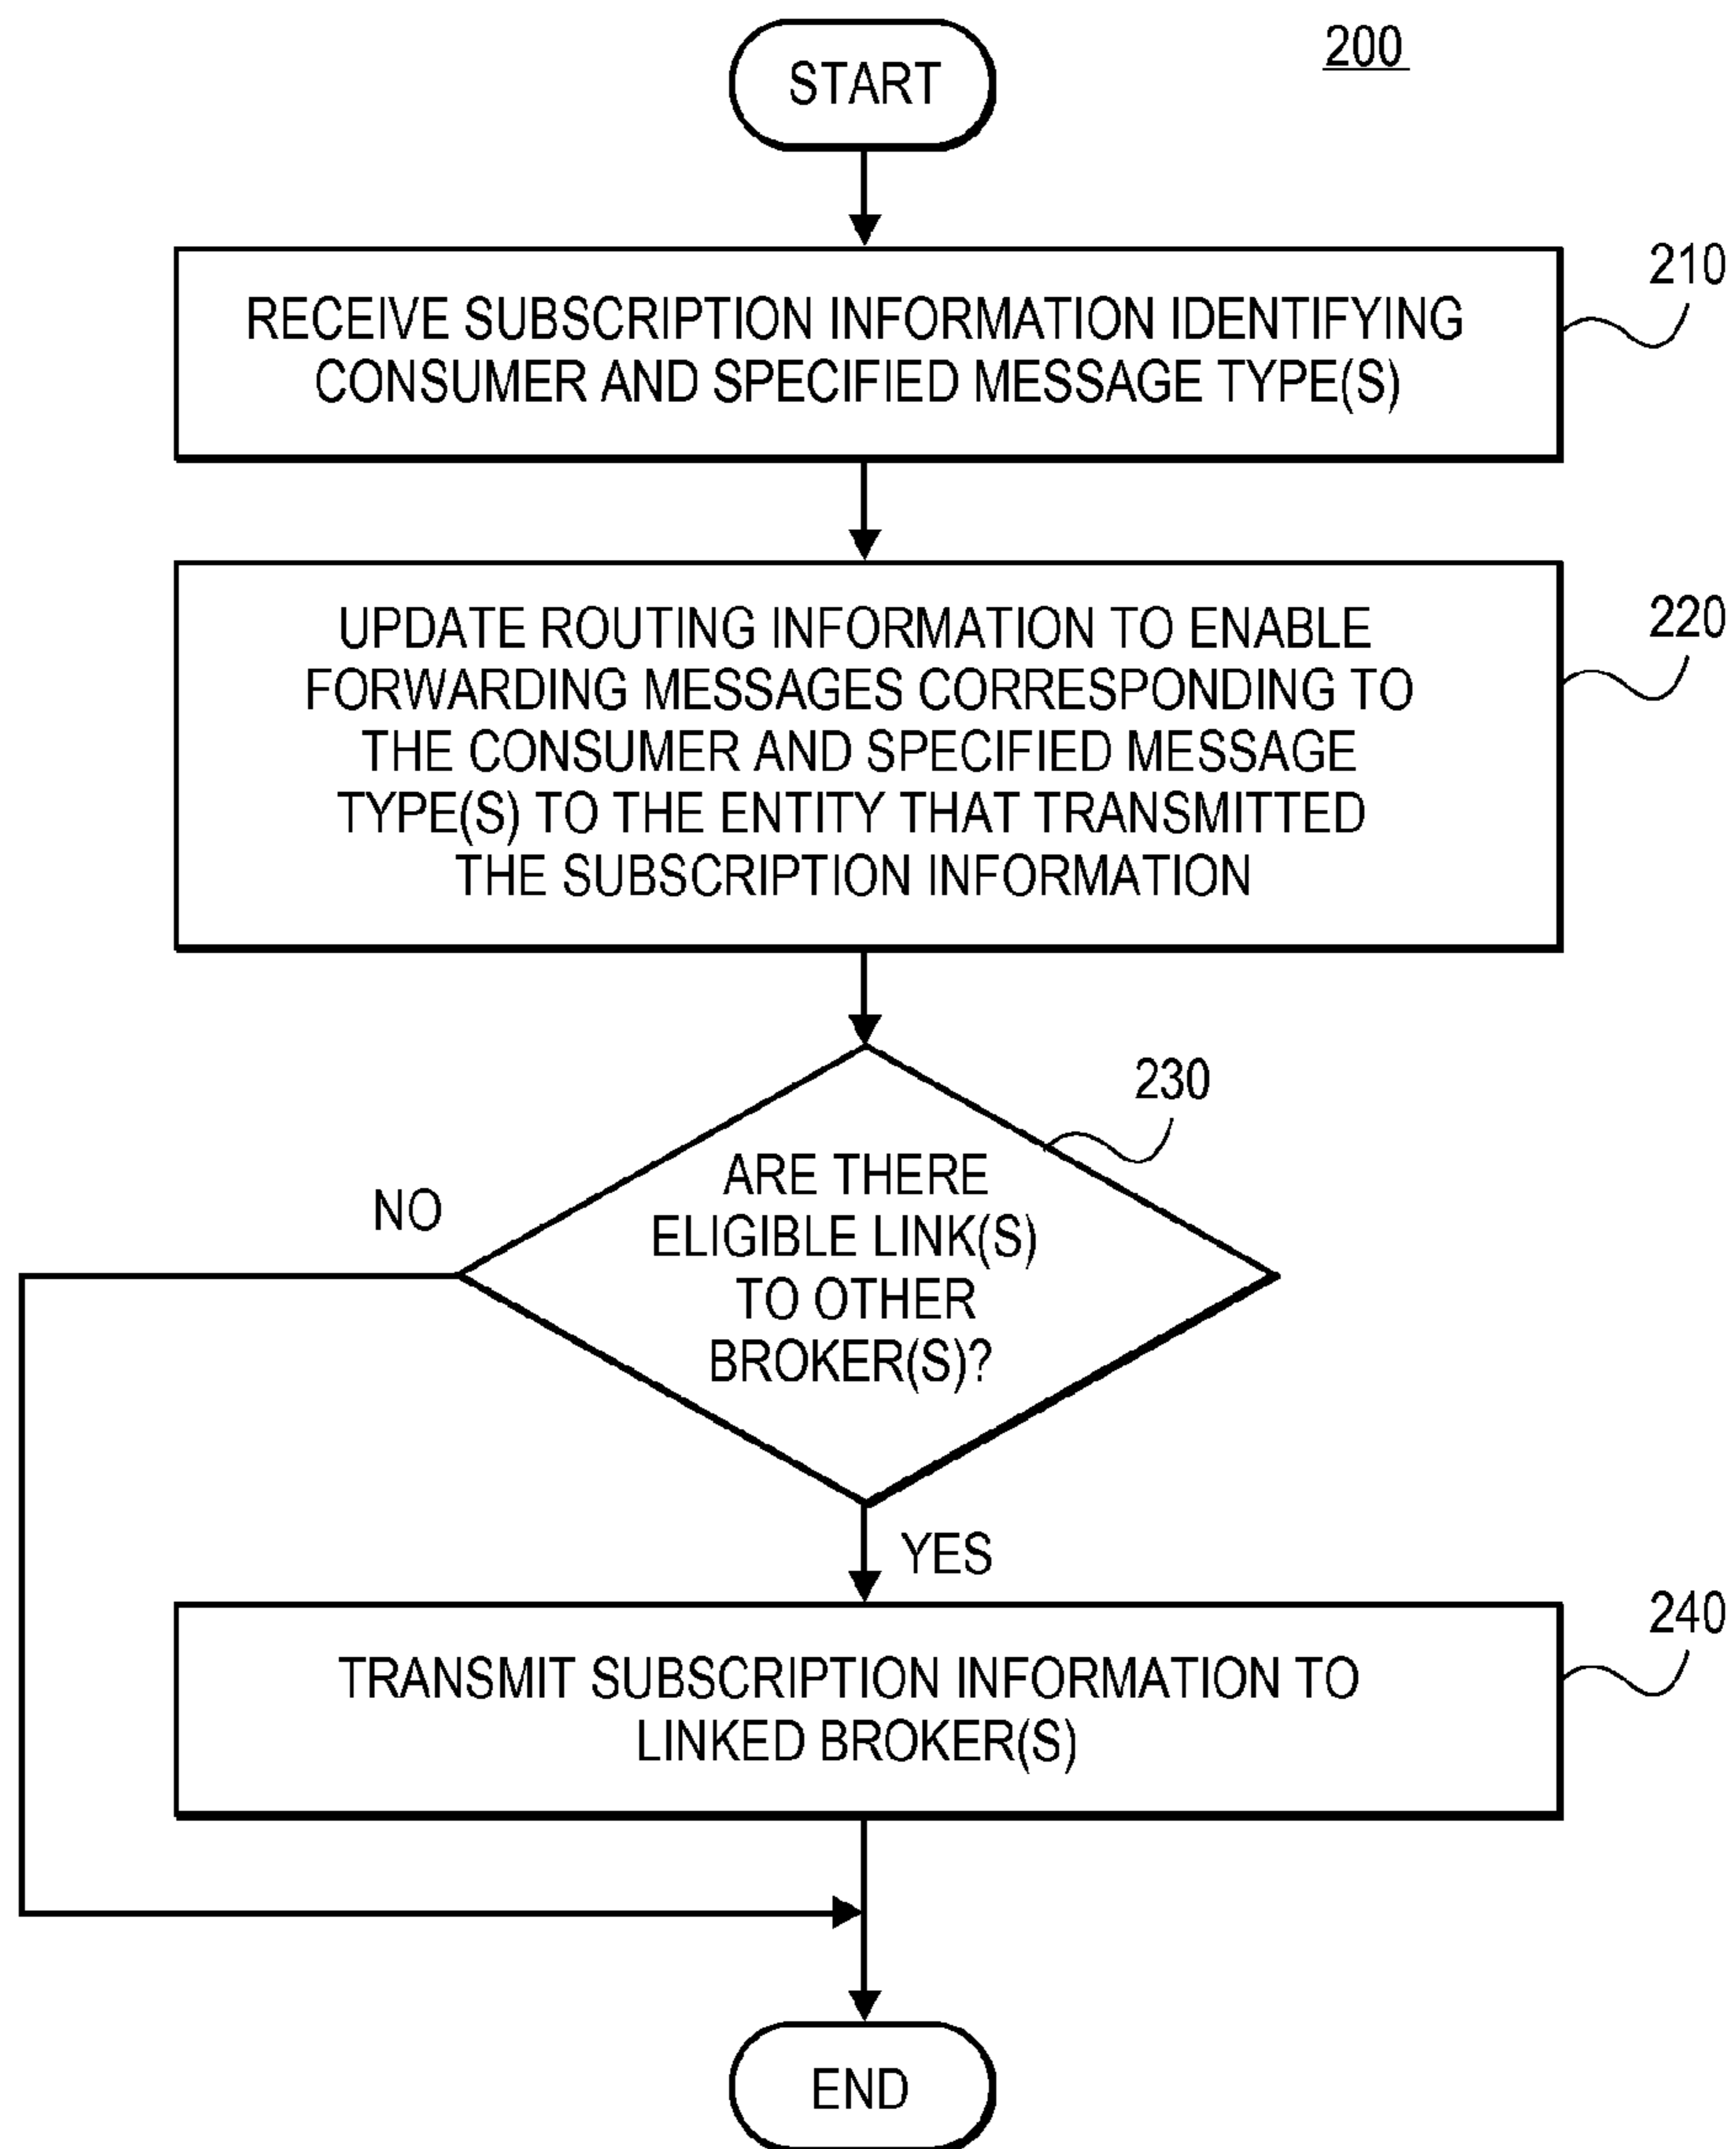 200
START
210
RECEIVE SUBSCRIPTION INFORMATION IDENTIFYING
CONSUMER AND SPECIFIED MESSAGE TYPE(S)
220
UPDATE ROUTING INFORMATION TO ENABLE
FORWARDING MESSAGES CORRESPONDING TO
THE CONSUMER AND SPECIFIED MESSAGE
TYPE(S) TO THE ENTITY THAT TRANSMITTED
THE SUBSCRIPTION INFORMATION
230
ARE THERE
ELIGIBLE LINK(S)
TO OTHER
BROKER(S)?
NO
YES
240
TRANSMIT SUBSCRIPTION INFORMATION TO
LINKED BROKER(S)
END